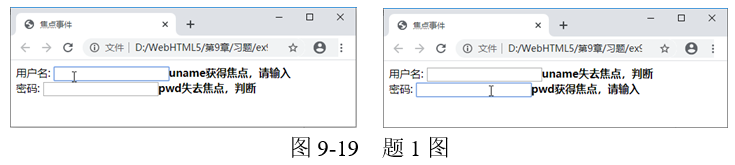 焦点事件
文件 | D:/WebHTML5/第9章/习题/ex9
用户名: uname获得焦点，请输入
密码: pwd失去焦点，判断
焦点事件
文件 | D:/WebHTML5/第9章/习题/ex9
用户名: uname失去焦点，判断
密码: pwd获得焦点，请输入
图 9-19 题 1 图